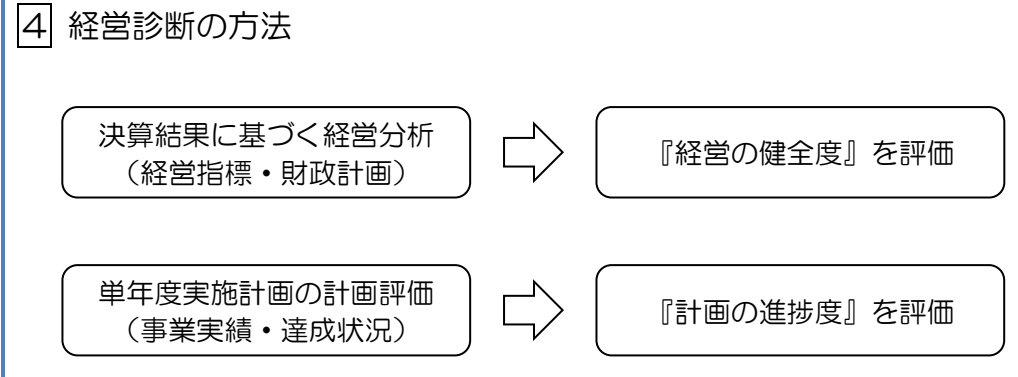 4 経営診断の方法
決算結果に基づく経営分析
（経営指標・財政計画）
『経営の健全度』を評価
単年度実施計画の計画評価
（事業実績・達成状況）
『計画の進捗度』を評価